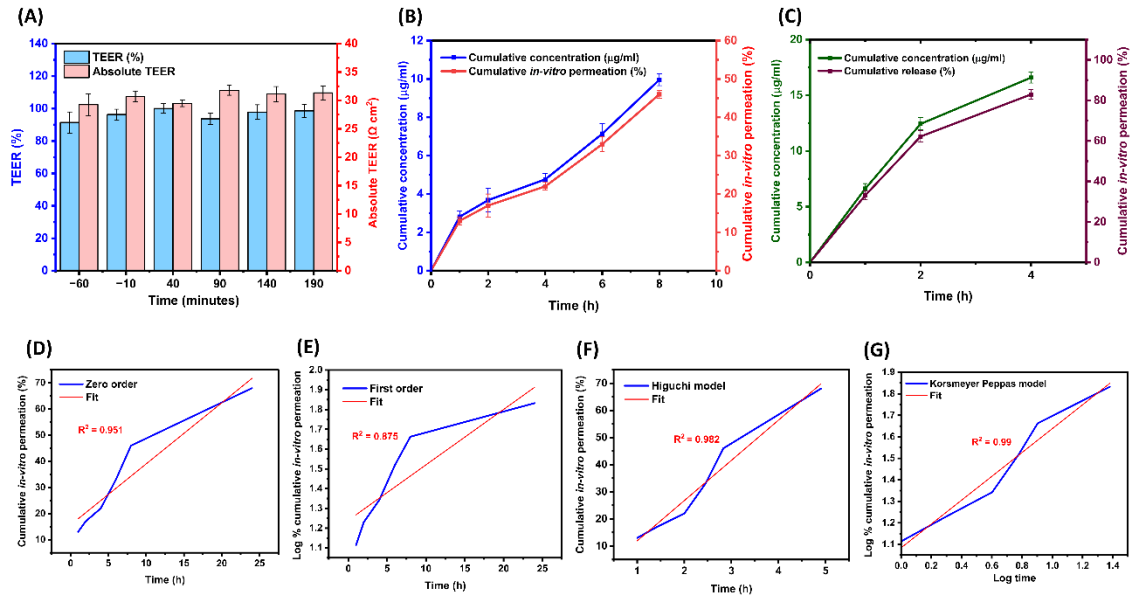 (A)
TEER (%)
Absolute TEER
140
120
100
80
60
40
20
0
TEER (%)
40
35
30
25
20
15
10
5
0
Absolute TEER (Ω cm²)
−60 −10 40 90 140 190
Time (minutes)
(B)
Cumulative concentration (µg/ml)
Cumulative in-vitro permeation (%)
12
10
8
6
4
2
0
Cumulative concentration (µg/ml)
60
50
40
30
20
10
0
Cumulative in-vitro permeation (%)
0 2 4 6 8 10
Time (h)
(C)
Cumulative concentration (µg/ml)
Cumulative release (%)
20
15
10
5
0
Cumulative concentration (µg/ml)
100
80
60
40
20
0
Cumulative in-vitro permeation (%)
0 2 4
Time (h)
(D)
Zero order
Fit
R² = 0.951
70
60
50
40
30
20
10
Cumulative in-vitro permeation (%)
0 5 10 15 20 25
Time (h)
(E)
First order
Fit
R² = 0.875
2.0
1.9
1.8
1.7
1.6
1.5
1.4
1.3
1.2
1.1
Log % cumulative in-vitro permeation
0 5 10 15 20 25
Time (h)
(F)
Higuchi model
Fit
R² = 0.982
70
60
50
40
30
20
10
Cumulative in-vitro permeation (%)
1 2 3 4 5
Time (h)
(G)
Korsmeyer Peppas model
Fit
R² = 0.99
1.9
1.8
1.7
1.6
1.5
1.4
1.3
1.2
1.1
1.0
Log % cumulative in-vitro permeation
0.0 0.2 0.4 0.6 0.8 1.0 1.2 1.4
Log time